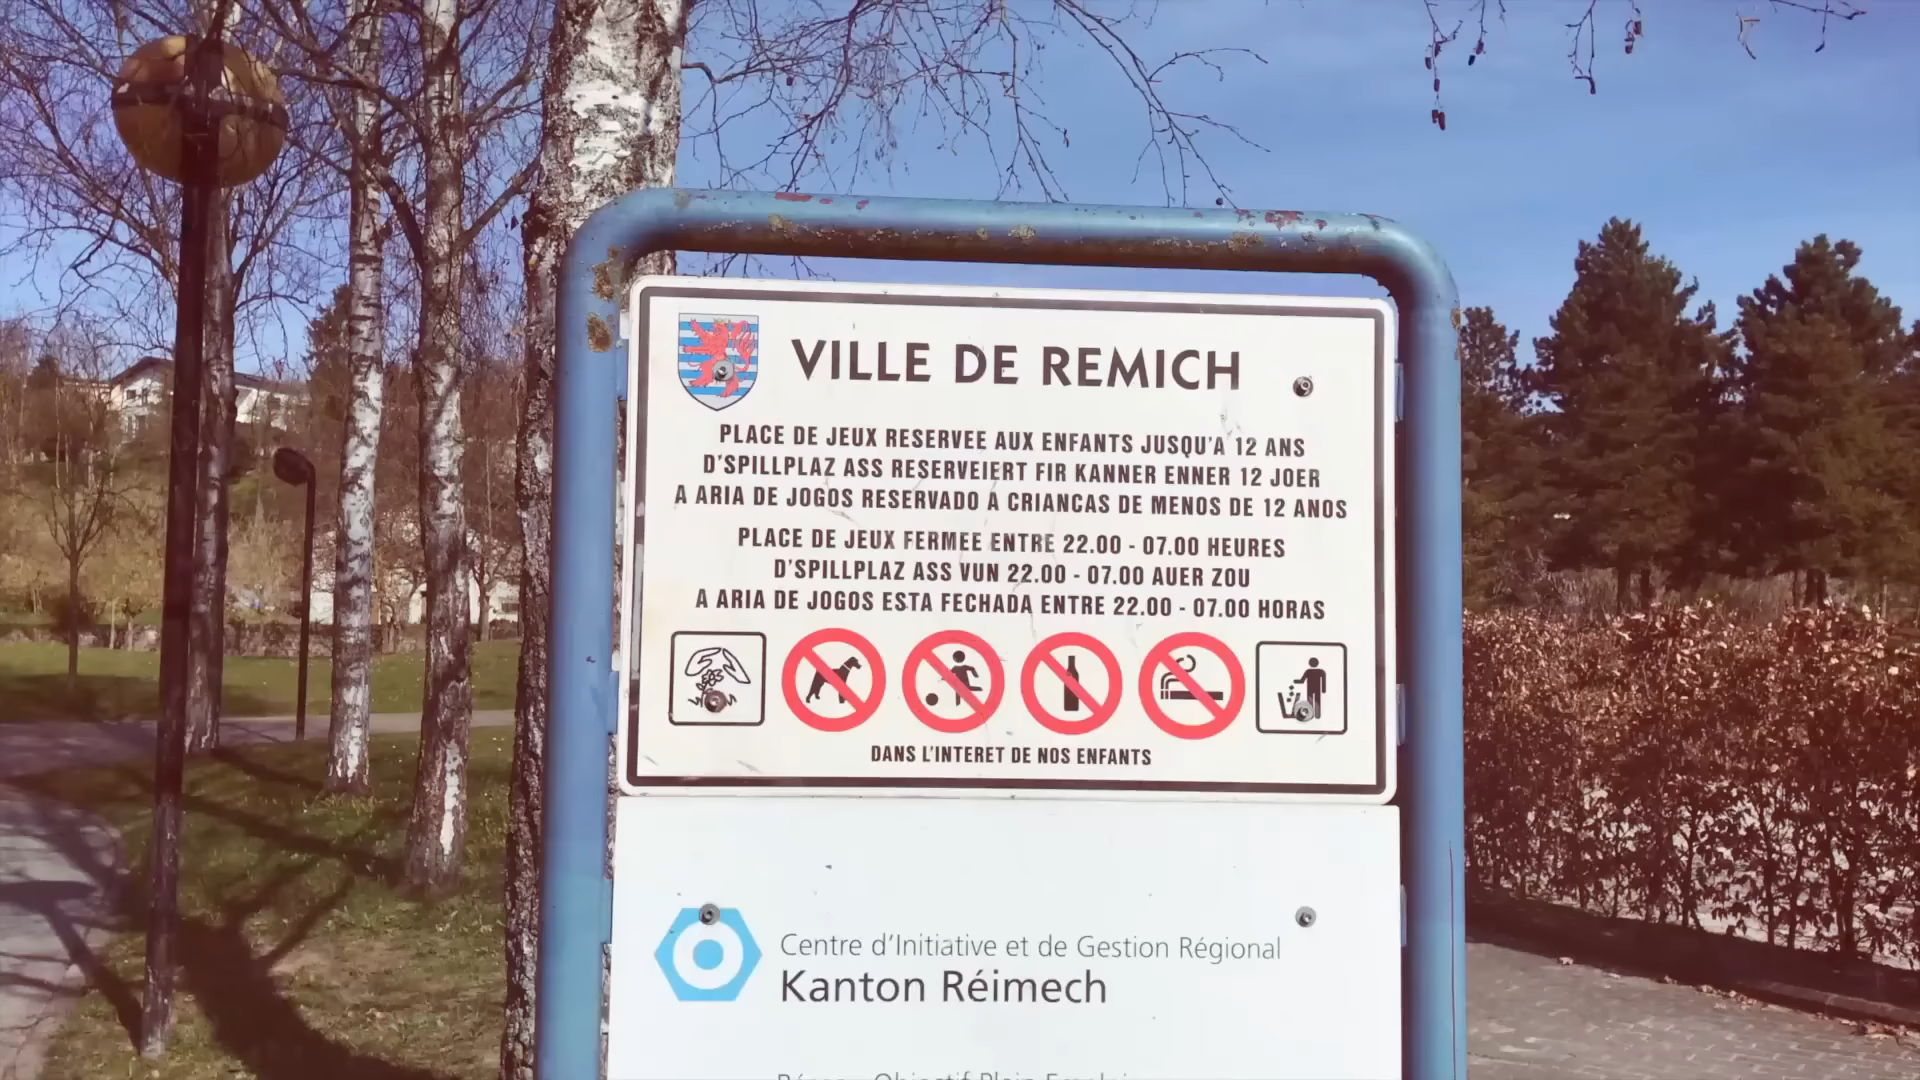 VILLE DE REMICH
PLACE DE JEUX RESERVEE AUX ENFANTS JUSQU'A 12 ANS
D'SPILLPLAZ ASS RESERVEIERT FIR KANNER ENNER 12 JOER
A ARIA DE JOGOS RESERVADO A CRIANCAS DE MENOS DE 12 ANOS
PLACE DE JEUX FERMEE ENTRE 22.00 - 07.00 HEURES
D'SPILLPLAZ ASS VUN 22.00 - 07.00 AUER ZOU
A ARIA DE JOGOS ESTA FECHADA ENTRE 22.00 - 07.00 HORAS
DANS L'INTERET DE NOS ENFANTS
Centre d'Initiative et de Gestion Régional
Kanton Réimech